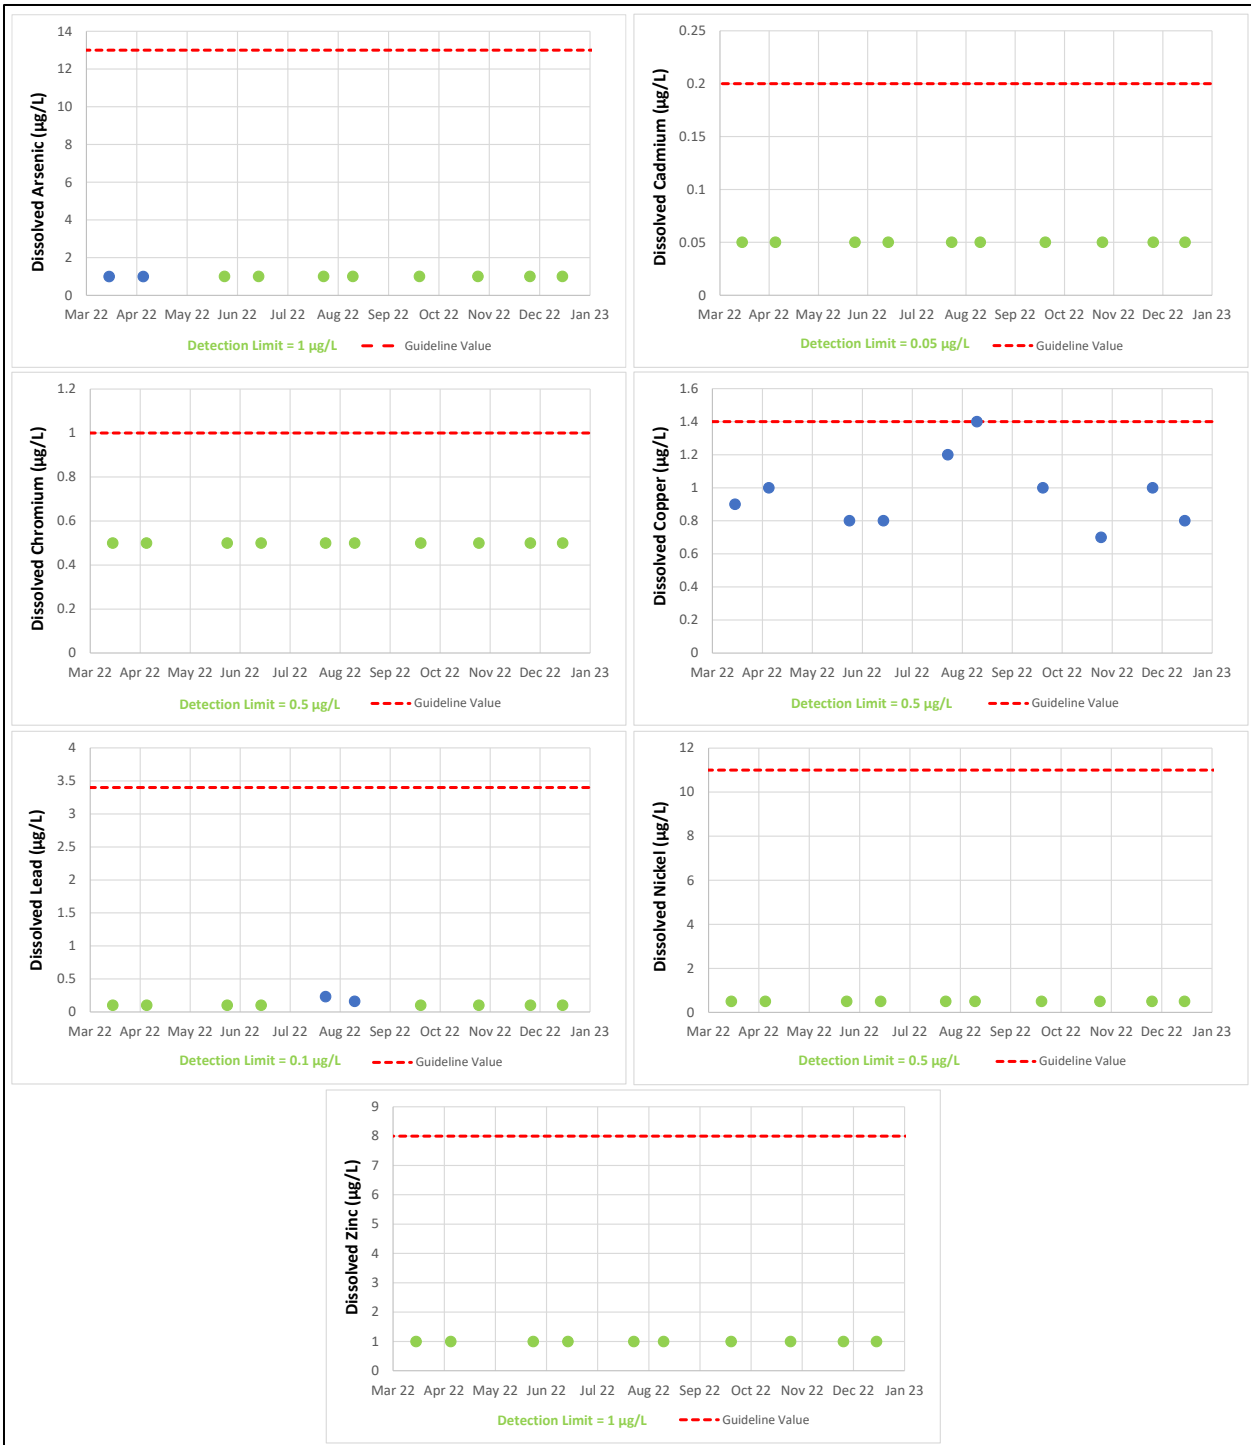 Dissolved Arsenic (µg/L)
14
12
10
8
6
4
2
0
Mar 22 Apr 22 May 22 Jun 22 Jul 22 Aug 22 Sep 22 Oct 22 Nov 22 Dec 22 Jan 23
Detection Limit = 1 µg/L Guideline Value
Dissolved Cadmium (µg/L)
0.25
0.2
0.15
0.1
0.05
0
Mar 22 Apr 22 May 22 Jun 22 Jul 22 Aug 22 Sep 22 Oct 22 Nov 22 Dec 22 Jan 23
Detection Limit = 0.05 µg/L Guideline Value
Dissolved Chromium (µg/L)
1.2
1
0.8
0.6
0.4
0.2
0
Mar 22 Apr 22 May 22 Jun 22 Jul 22 Aug 22 Sep 22 Oct 22 Nov 22 Dec 22 Jan 23
Detection Limit = 0.5 µg/L Guideline Value
Dissolved Copper (µg/L)
1.6
1.4
1.2
1
0.8
0.6
0.4
0.2
0
Mar 22 Apr 22 May 22 Jun 22 Jul 22 Aug 22 Sep 22 Oct 22 Nov 22 Dec 22 Jan 23
Detection Limit = 0.5 µg/L Guideline Value
Dissolved Lead (µg/L)
4
3.5
3
2.5
2
1.5
1
0.5
0
Mar 22 Apr 22 May 22 Jun 22 Jul 22 Aug 22 Sep 22 Oct 22 Nov 22 Dec 22 Jan 23
Detection Limit = 0.1 µg/L Guideline Value
Dissolved Nickel (µg/L)
12
10
8
6
4
2
0
Mar 22 Apr 22 May 22 Jun 22 Jul 22 Aug 22 Sep 22 Oct 22 Nov 22 Dec 22 Jan 23
Detection Limit = 0.5 µg/L Guideline Value
Dissolved Zinc (µg/L)
9
8
7
6
5
4
3
2
1
0
Mar 22 Apr 22 May 22 Jun 22 Jul 22 Aug 22 Sep 22 Oct 22 Nov 22 Dec 22 Jan 23
Detection Limit = 1 µg/L Guideline Value